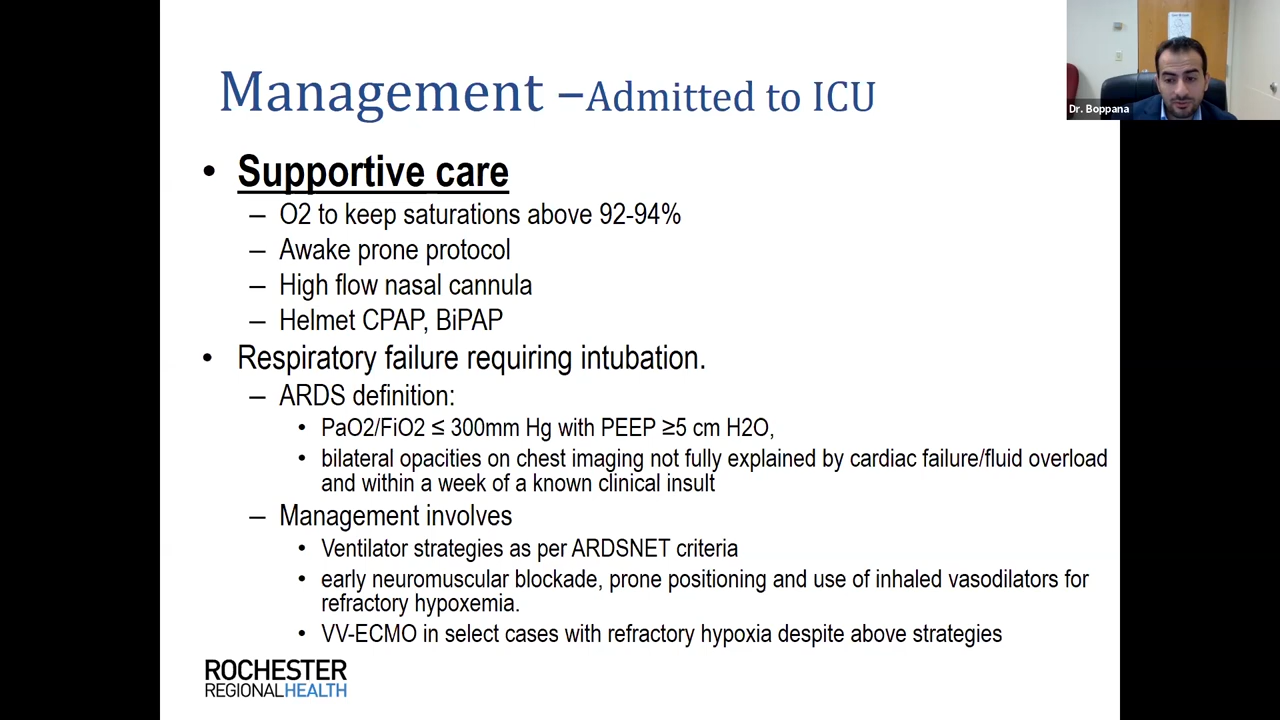 Management –Admitted to ICU
Dr. Boppana
• Supportive care
– O2 to keep saturations above 92-94%
– Awake prone protocol
– High flow nasal cannula
– Helmet CPAP, BiPAP
• Respiratory failure requiring intubation.
– ARDS definition:
• PaO2/FiO2 ≤ 300mm Hg with PEEP ≥5 cm H2O,
• bilateral opacities on chest imaging not fully explained by cardiac failure/fluid overload
and within a week of a known clinical insult
– Management involves
• Ventilator strategies as per ARDSNET criteria
• early neuromuscular blockade, prone positioning and use of inhaled vasodilators for
refractory hypoxemia.
• VV-ECMO in select cases with refractory hypoxia despite above strategies
ROCHESTER
REGIONALHEALTH